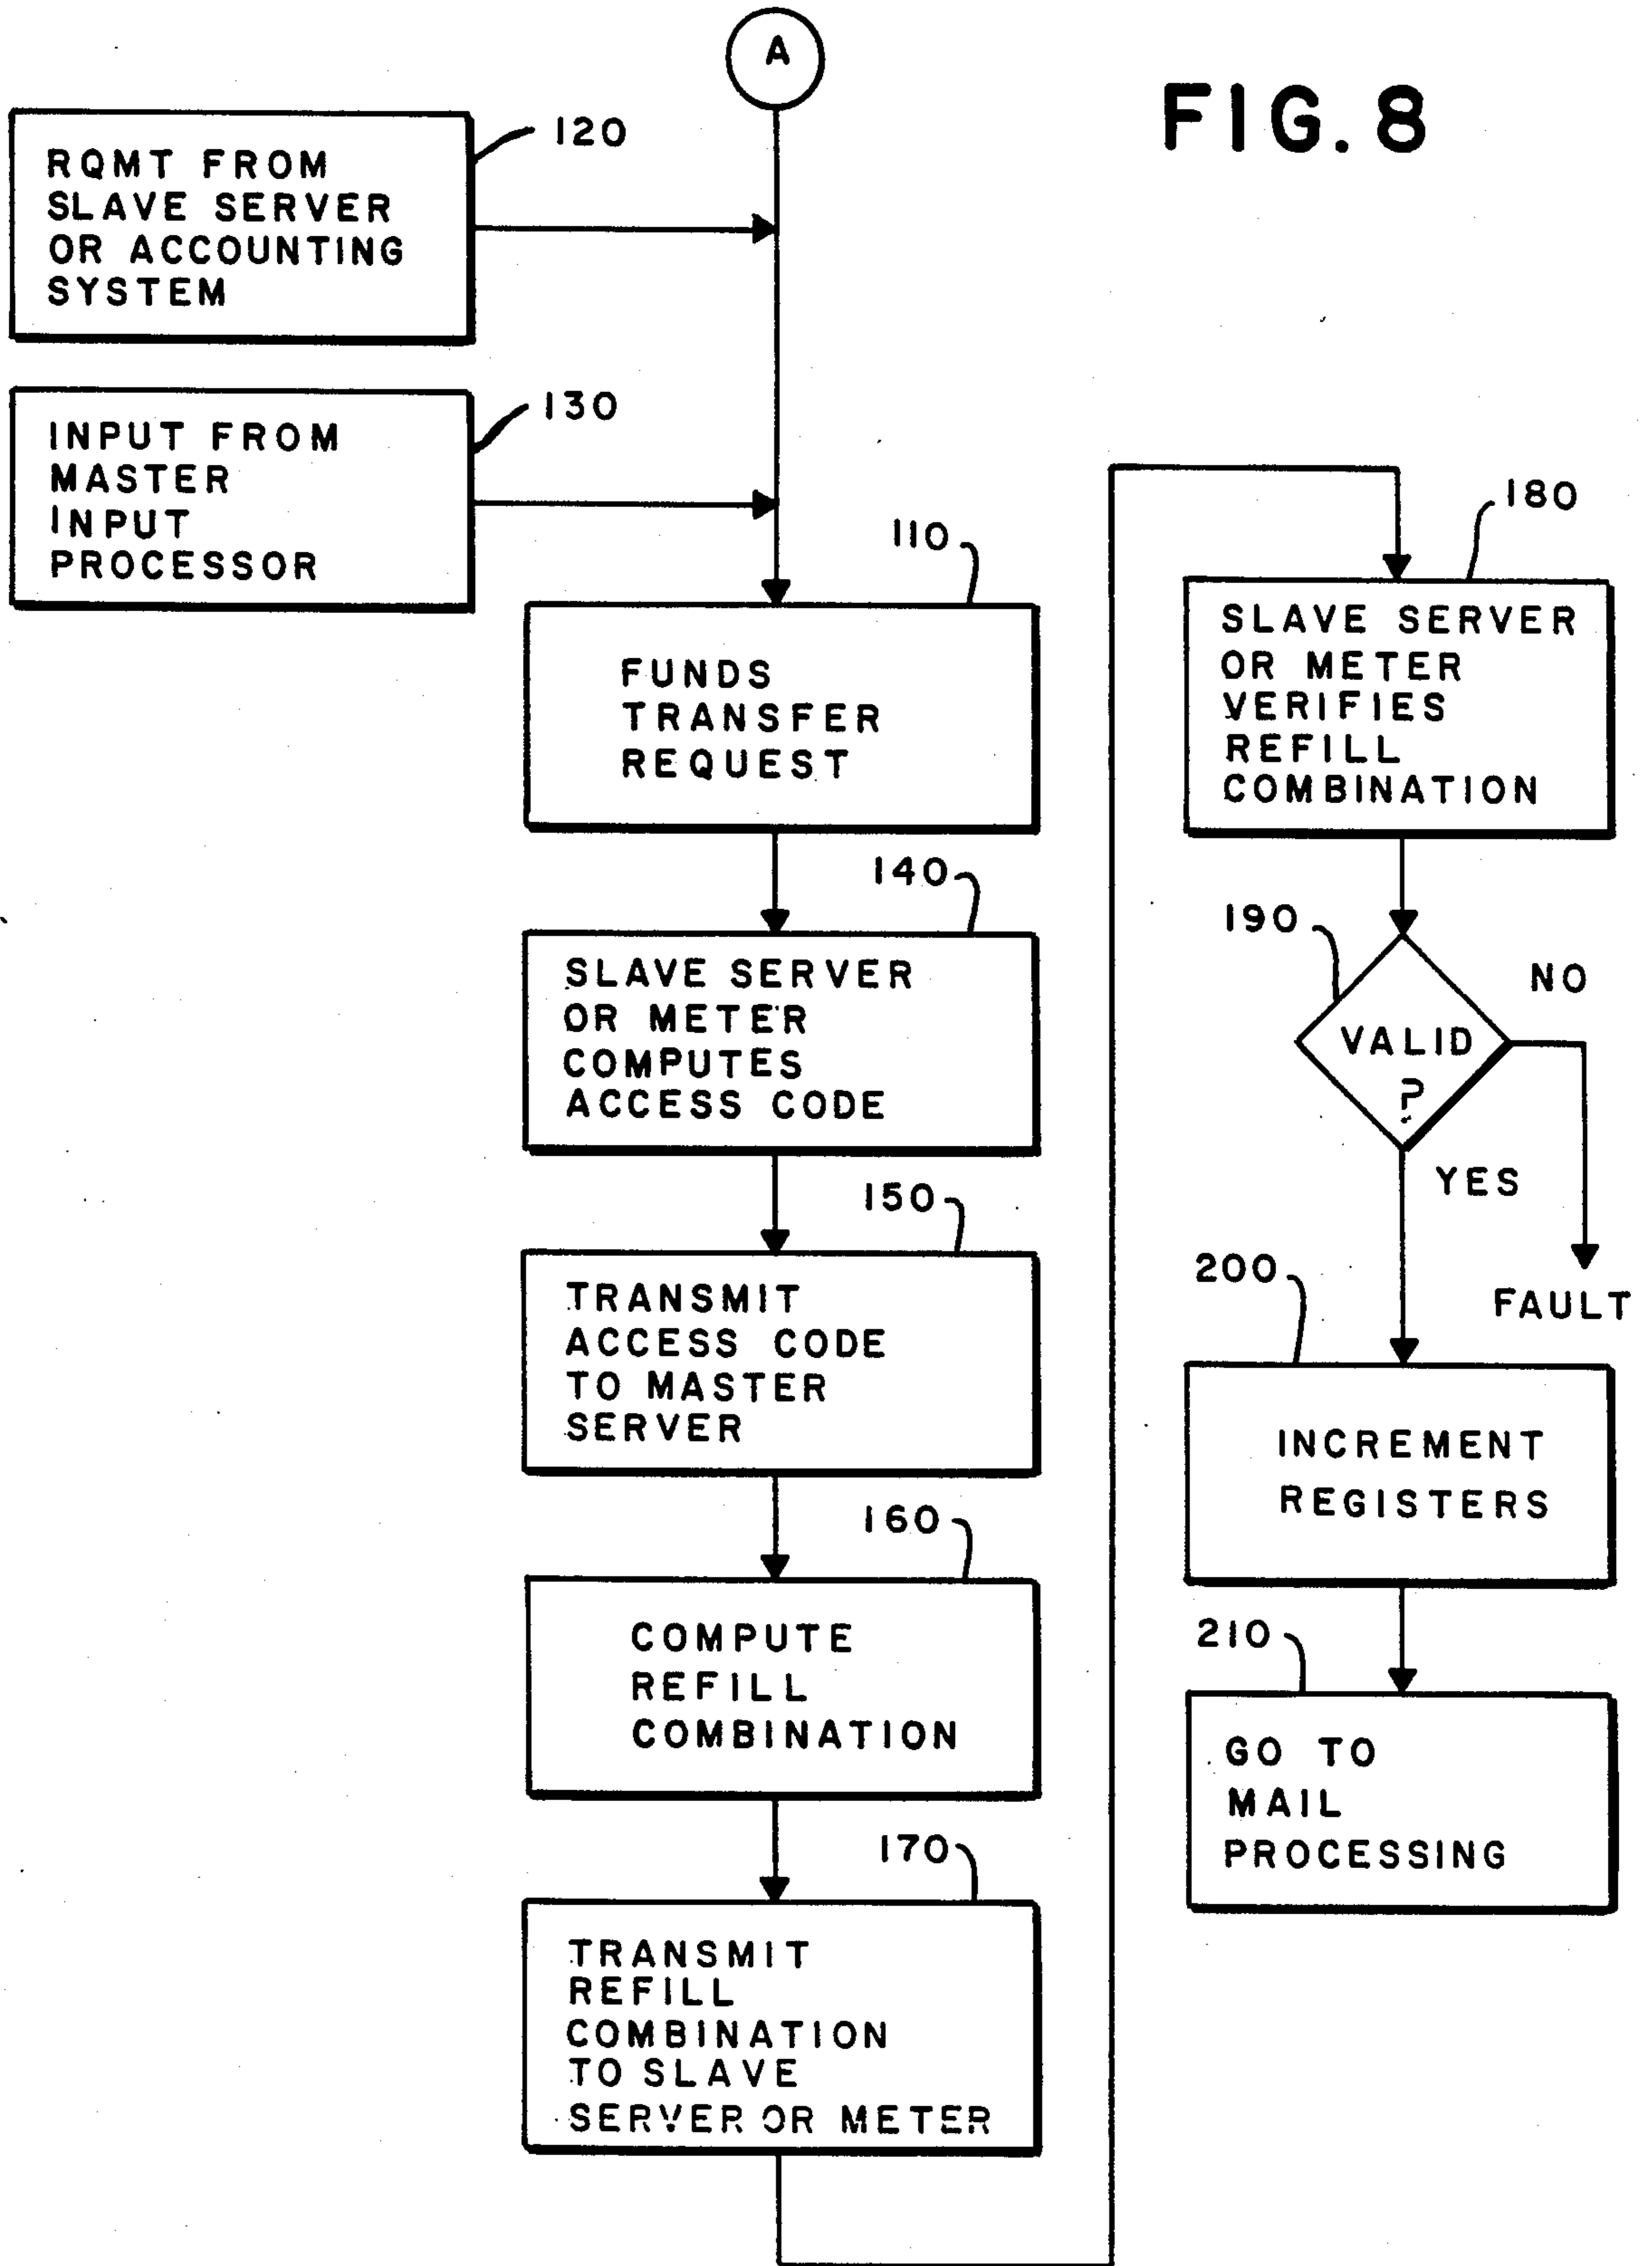 A
FIG. 8
120
RQMT FROM
SLAVE SERVER
OR ACCOUNTING
SYSTEM
130
INPUT FROM
MASTER
INPUT
PROCESSOR
110
FUNDS
TRANSFER
REQUEST
140
SLAVE SERVER
OR METER
COMPUTES
ACCESS CODE
150
TRANSMIT
ACCESS CODE
TO MASTER
SERVER
160
COMPUTE
REFILL
COMBINATION
170
TRANSMIT
REFILL
COMBINATION
TO SLAVE
SERVER OR METER
180
SLAVE SERVER
OR METER
VERIFIES
REFILL
COMBINATION
190
VALID
?
NO
YES
FAULT
200
INCREMENT
REGISTERS
210
GO TO
MAIL
PROCESSING